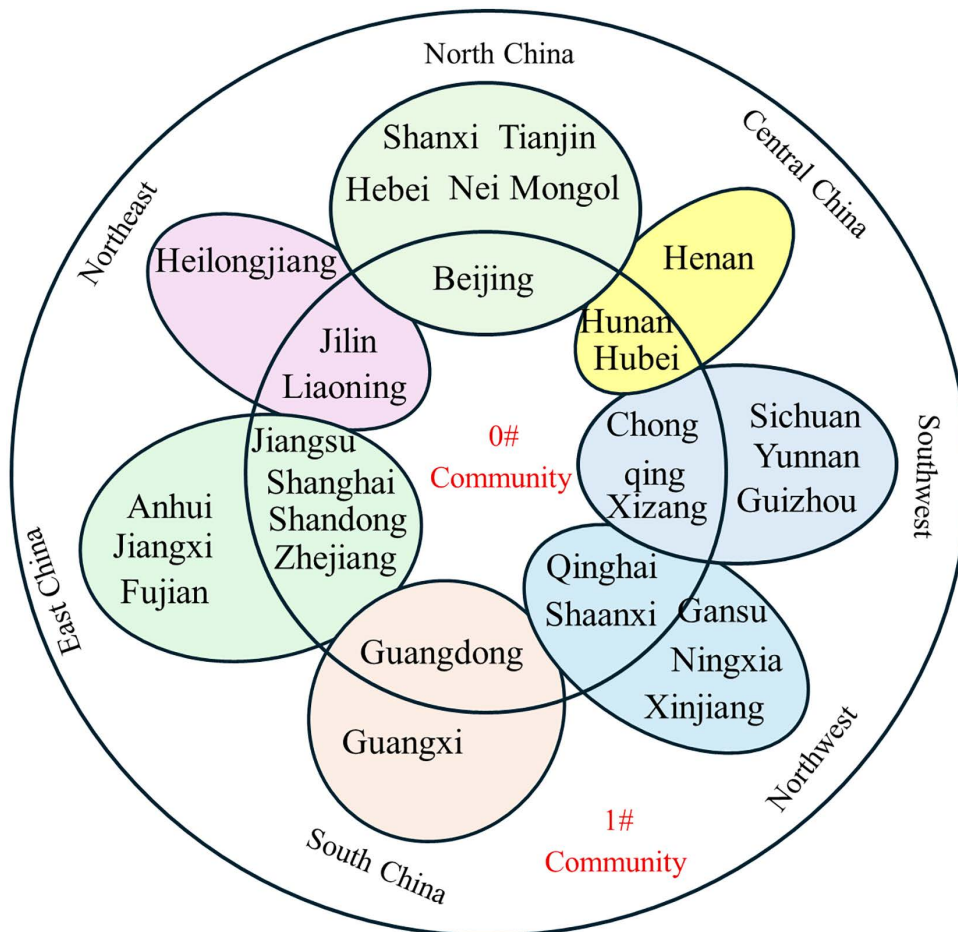 North China
Shanxi Tianjin
Hebei Nei Mongol
Beijing
Central China
Henan
Hunan
Hubei
Northeast
Heilongjiang
Jilin
Liaoning
0#
Community
Chong
qing
Xizang
Sichuan
Yunnan
Guizhou
Southwest
Jiangsu
Shanghai
Shandong
Zhejiang
Anhui
Jiangxi
Fujian
East China
Qinghai
Shaanxi
Gansu
Ningxia
Xinjiang
Northwest
Guangdong
Guangxi
South China
1#
Community